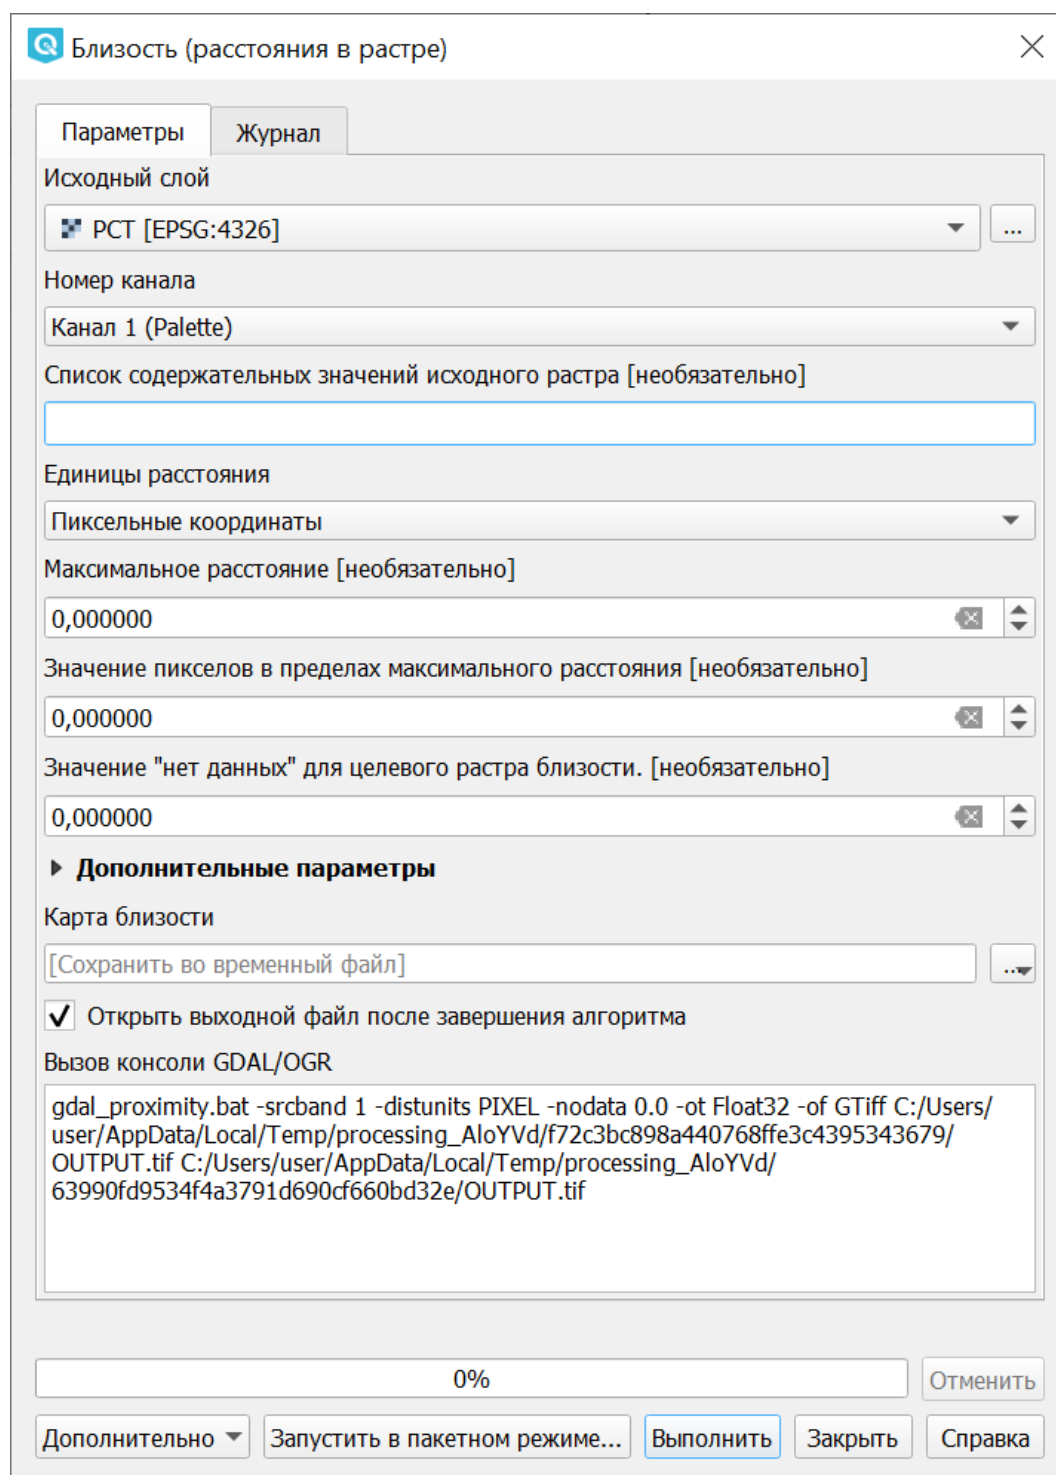 Близость (расстояния в растре)
Параметры
Журнал
Исходный слой
PCT [EPSG:4326]
...
Номер канала
Канал 1 (Palette)
Список содержательных значений исходного растра [необязательно]
Единицы расстояния
Пиксельные координаты
Максимальное расстояние [необязательно]
0,000000
Значение пикселов в пределах максимального расстояния [необязательно]
0,000000
Значение "нет данных" для целевого растра близости. [необязательно]
0,000000
Дополнительные параметры
Карта близости
[Сохранить во временный файл]
...
Открыть выходной файл после завершения алгоритма
Вызов консоли GDAL/OGR
gdal_proximity.bat -srcband 1 -distunits PIXEL -nodata 0.0 -ot Float32 -of GTiff C:/Users/
user/AppData/Local/Temp/processing_AloYVd/f72c3bc898a440768ffe3c4395343679/
OUTPUT.tif C:/Users/user/AppData/Local/Temp/processing_AloYVd/
63990fd9534f4a3791d690cf660bd32e/OUTPUT.tif
0%
Отменить
Дополнительно
Запустить в пакетном режиме...
Выполнить
Закрыть
Справка